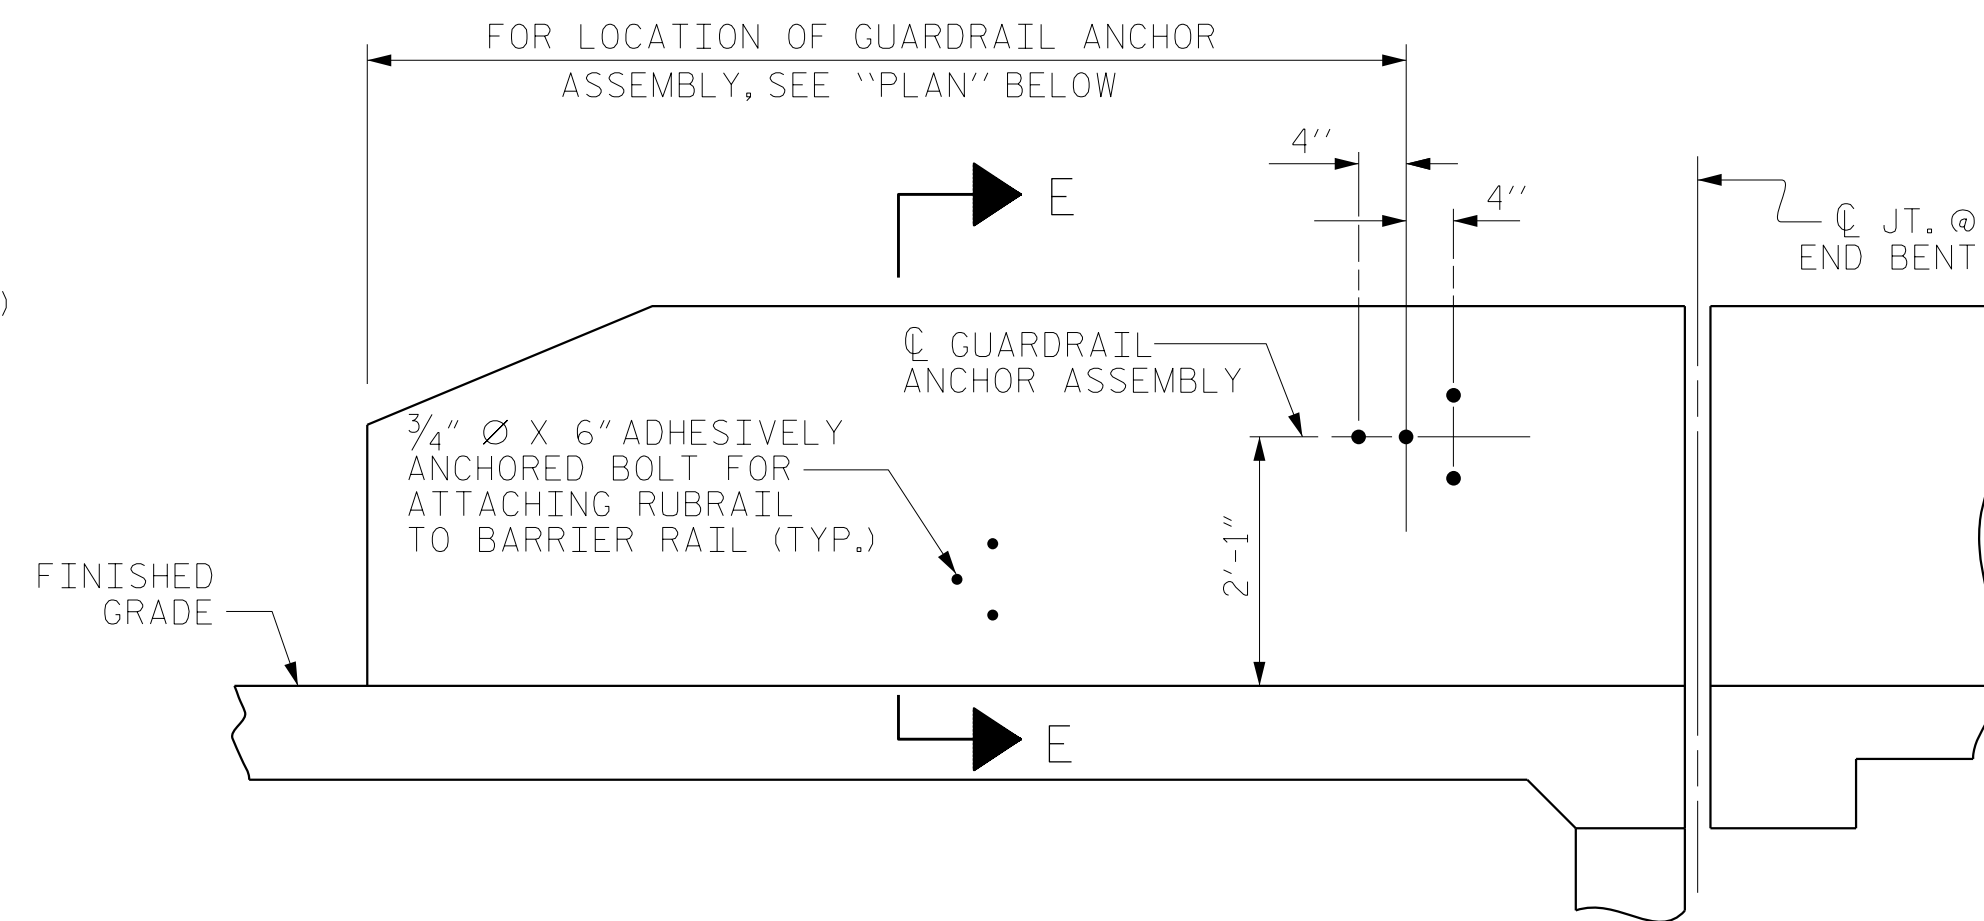 FOR LOCATION OF GUARDRAIL ANCHOR
ASSEMBLY, SEE ‵‵PLAN′′ BELOW
4′′
E
4′′
℄ JT. @
END BENT
)
℄ GUARDRAIL
ANCHOR ASSEMBLY
3/4″ Ø X 6″ ADHESIVELY
ANCHORED BOLT FOR
ATTACHING RUBRAIL
TO BARRIER RAIL (TYP.)
2′-1″
FINISHED
GRADE
E